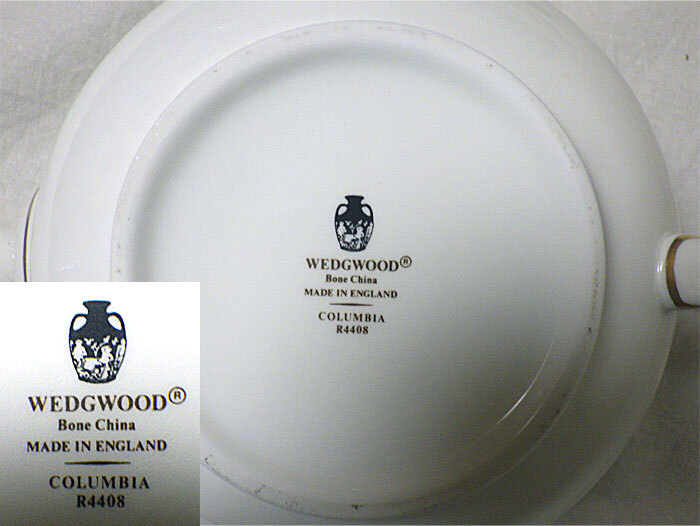 WEDGWOOD®
Bone China
MADE IN ENGLAND
COLUMBIA
R4408
WEDGWOOD®
Bone China
MADE IN ENGLAND
COLUMBIA
R4408